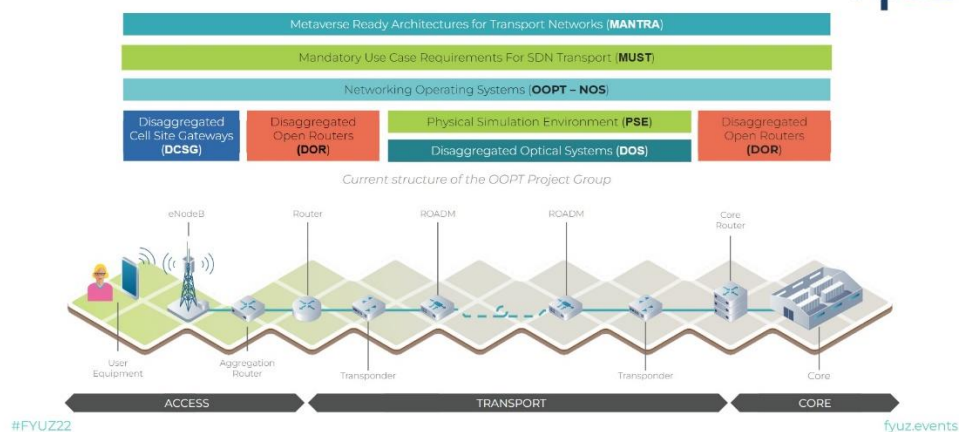 Metaverse Ready Architectures for Transport Networks (MANTRA)
Mandatory Use Case Requirements For SDN Transport (MUST)
Networking Operating Systems (OOPT – NOS)
Disaggregated
Cell Site Gateways
(DCSG)
Disaggregated
Open Routers
(DOR)
Physical Simulation Environment (PSE)
Disaggregated Optical Systems (DOS)
Disaggregated
Open Routers
(DOR)
Current structure of the OOPT Project Group
eNodeB
Router
ROADM
ROADM
Core
Router
User
Equipment
Aggregation
Router
Transponder
Transponder
Core
ACCESS
TRANSPORT
CORE
#FYUZ22
fyuz.events